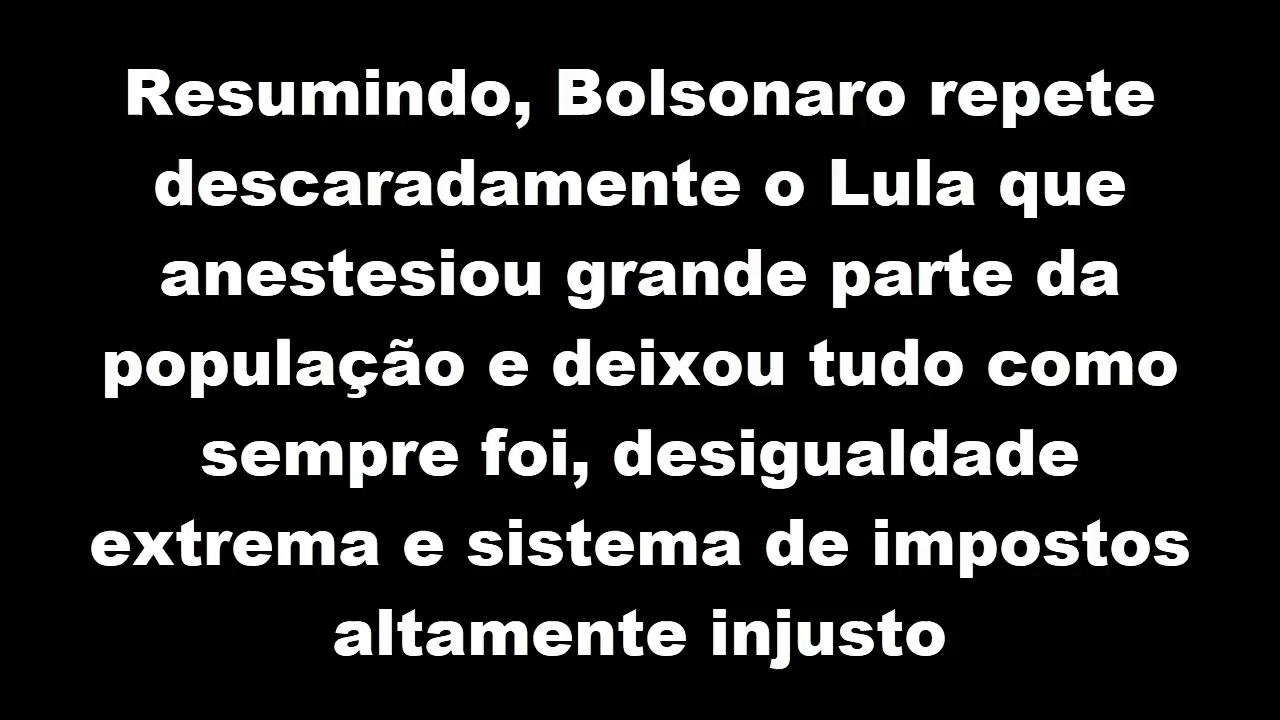 Resumindo, Bolsonaro repete
descaradamente o Lula que
anestesiou grande parte da
população e deixou tudo como
sempre foi, desigualdade
extrema e sistema de impostos
altamente injusto